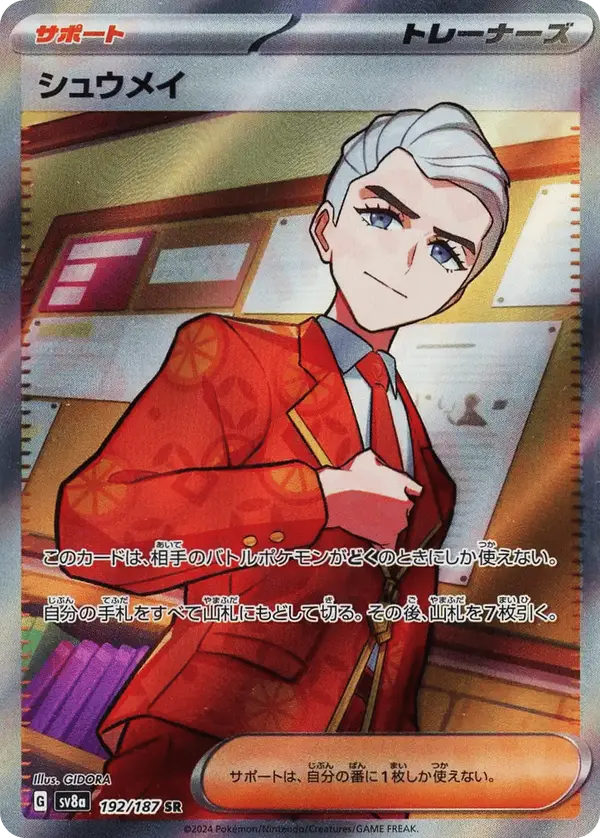 サポート
トレーナーズ
シュウメイ
このカードは、相手のバトルポケモンがどくのときにしか使えない。
自分の手札をすべて山札にもどして切る。その後、山札を7枚引く。
サポートは、自分の番に1枚しか使えない。
Illus. GIDORA
G sv8a 192/187 SR
©2024 Pokémon/Nintendo/Creatures/GAME FREAK.